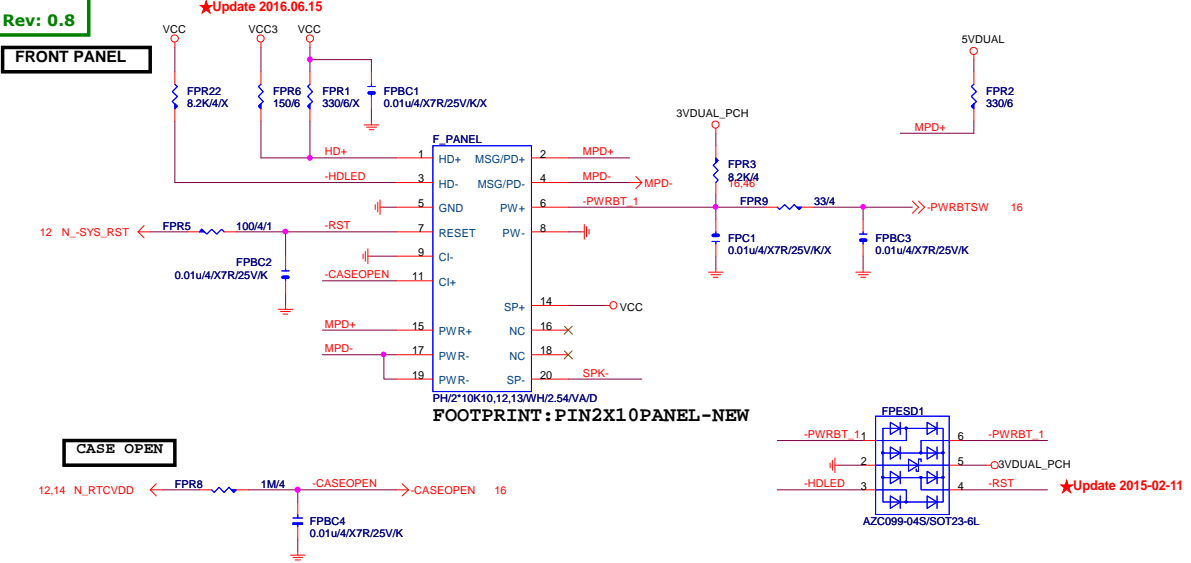 Rev: 0.8
★Update 2016.06.15
FRONT PANEL
VCC
VCC3
VCC
5VDUAL
FPR22
8.2K/4/X
FPR6
150/6
FPR1
330/6/X
FPBC1
0.01u/4/X7R/25V/K/X
FPR2
330/6
MPD+
3VDUAL_PCH
FPR3
8.2K/4
F_PANEL
HD+
1
HD+
MSG/PD+
2
MPD+
-HDLED
3
HD-
MSG/PD-
4
MPD-
MPD-
16,46
5
GND
PW+
6
-PWRBT_1
FPR9
33/4
-PWRBTSW
16
12
N_-SYS_RST
FPR5
100/4/1
-RST
7
RESET
PW-
8
FPC1
0.01u/4/X7R/25V/K/X
FPBC3
0.01u/4/X7R/25V/K
9
CI-
FPBC2
0.01u/4/X7R/25V/K
-CASEOPEN
11
CI+
SP+
14
VCC
MPD+
15
PWR+
NC
16
MPD-
17
PWR-
NC
18
19
PWR-
SP-
20
SPK-
PH/2*10K10,12,13/WH/2.54/VA/D
FOOTPRINT:PIN2X10PANEL-NEW
CASE OPEN
12,14
N_RTCVDD
FPR8
1M/4
-CASEOPEN
-CASEOPEN
16
FPBC4
0.01u/4/X7R/25V/K
FPESD1
-PWRBT_1
1
6
-PWRBT_1
2
5
3VDUAL_PCH
-HDLED
3
4
-RST
★Update 2015-02-11
AZC099-04S/SOT23-6L